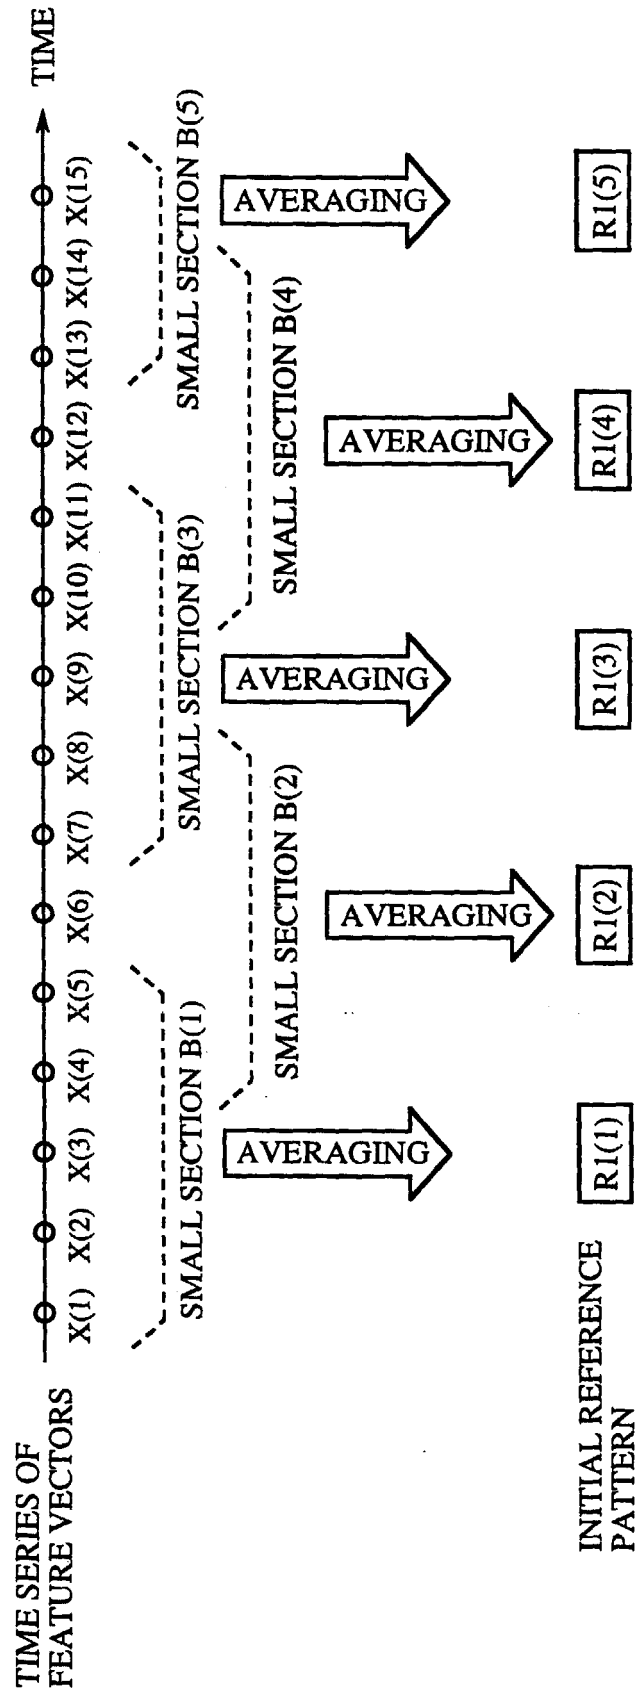 TIME SERIES OF
FEATURE VECTORS
TIME
X(1) X(2) X(3) X(4) X(5) X(6) X(7) X(8) X(9) X(10) X(11) X(12) X(13) X(14) X(15)
SMALL SECTION B(1)
SMALL SECTION B(3)
SMALL SECTION B(5)
SMALL SECTION B(2)
SMALL SECTION B(4)
AVERAGING
AVERAGING
AVERAGING
AVERAGING
AVERAGING
INITIAL REFERENCE
PATTERN
R1(1) R1(2) R1(3) R1(4) R1(5)